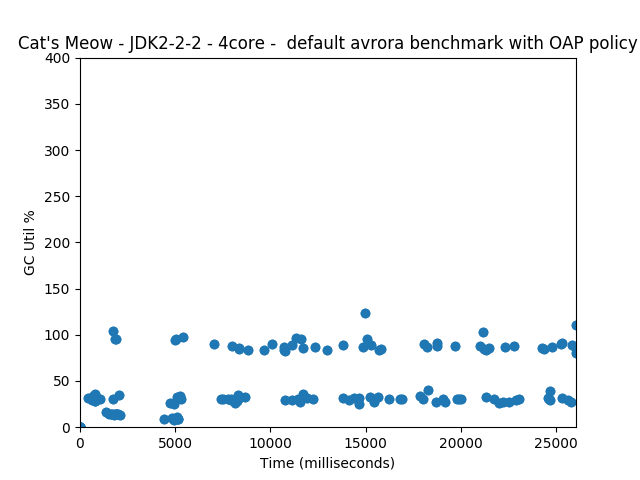 Cat's Meow - JDK2-2-2 - 4core -  default avrora benchmark with OAP policy
400
350
300
250
200
150
100
50
0
GC Util %
0 5000 10000 15000 20000 25000
Time (milliseconds)